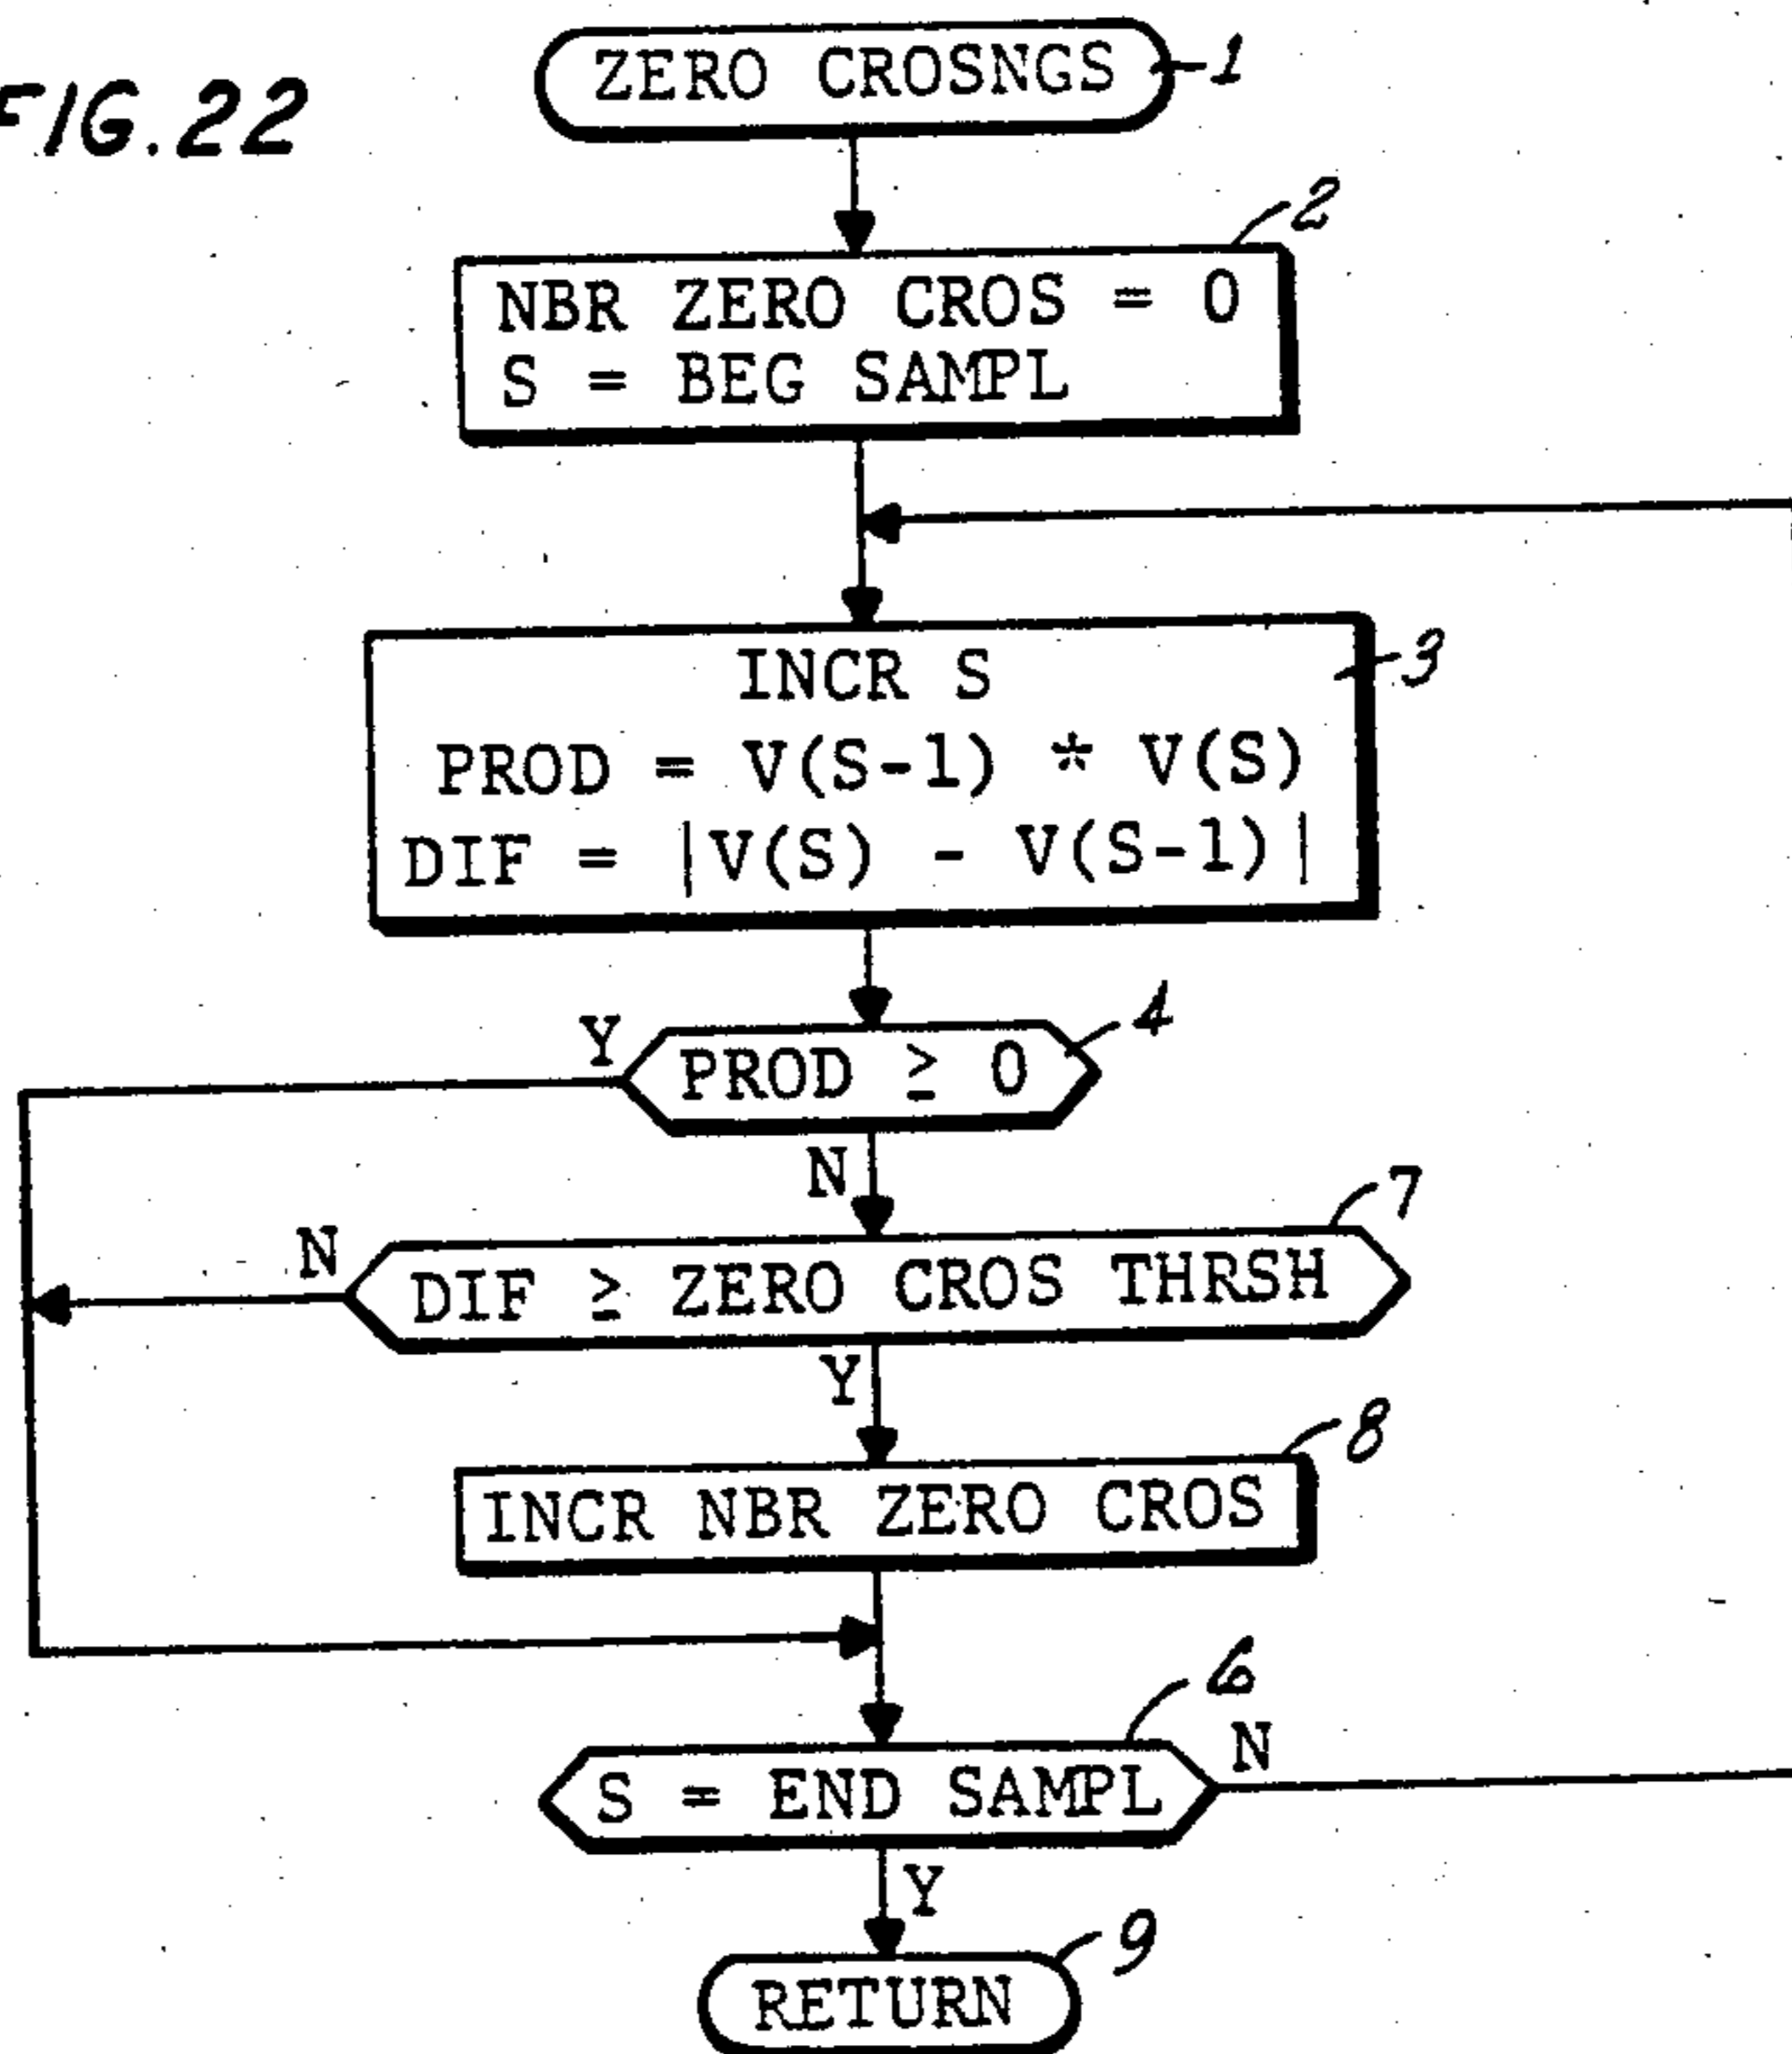 FIG.22
ZERO CROSNGS
1
2
NBR ZERO CROS = 0
S = BEG SAMPL
3
INCR S
PROD = V(S-1) * V(S)
DIF = |V(S) - V(S-1)|
4
Y
PROD ≥ 0
N
7
N
DIF ≥ ZERO CROS THRSH
Y
8
INCR NBR ZERO CROS
6
N
S = END SAMPL
Y
9
RETURN